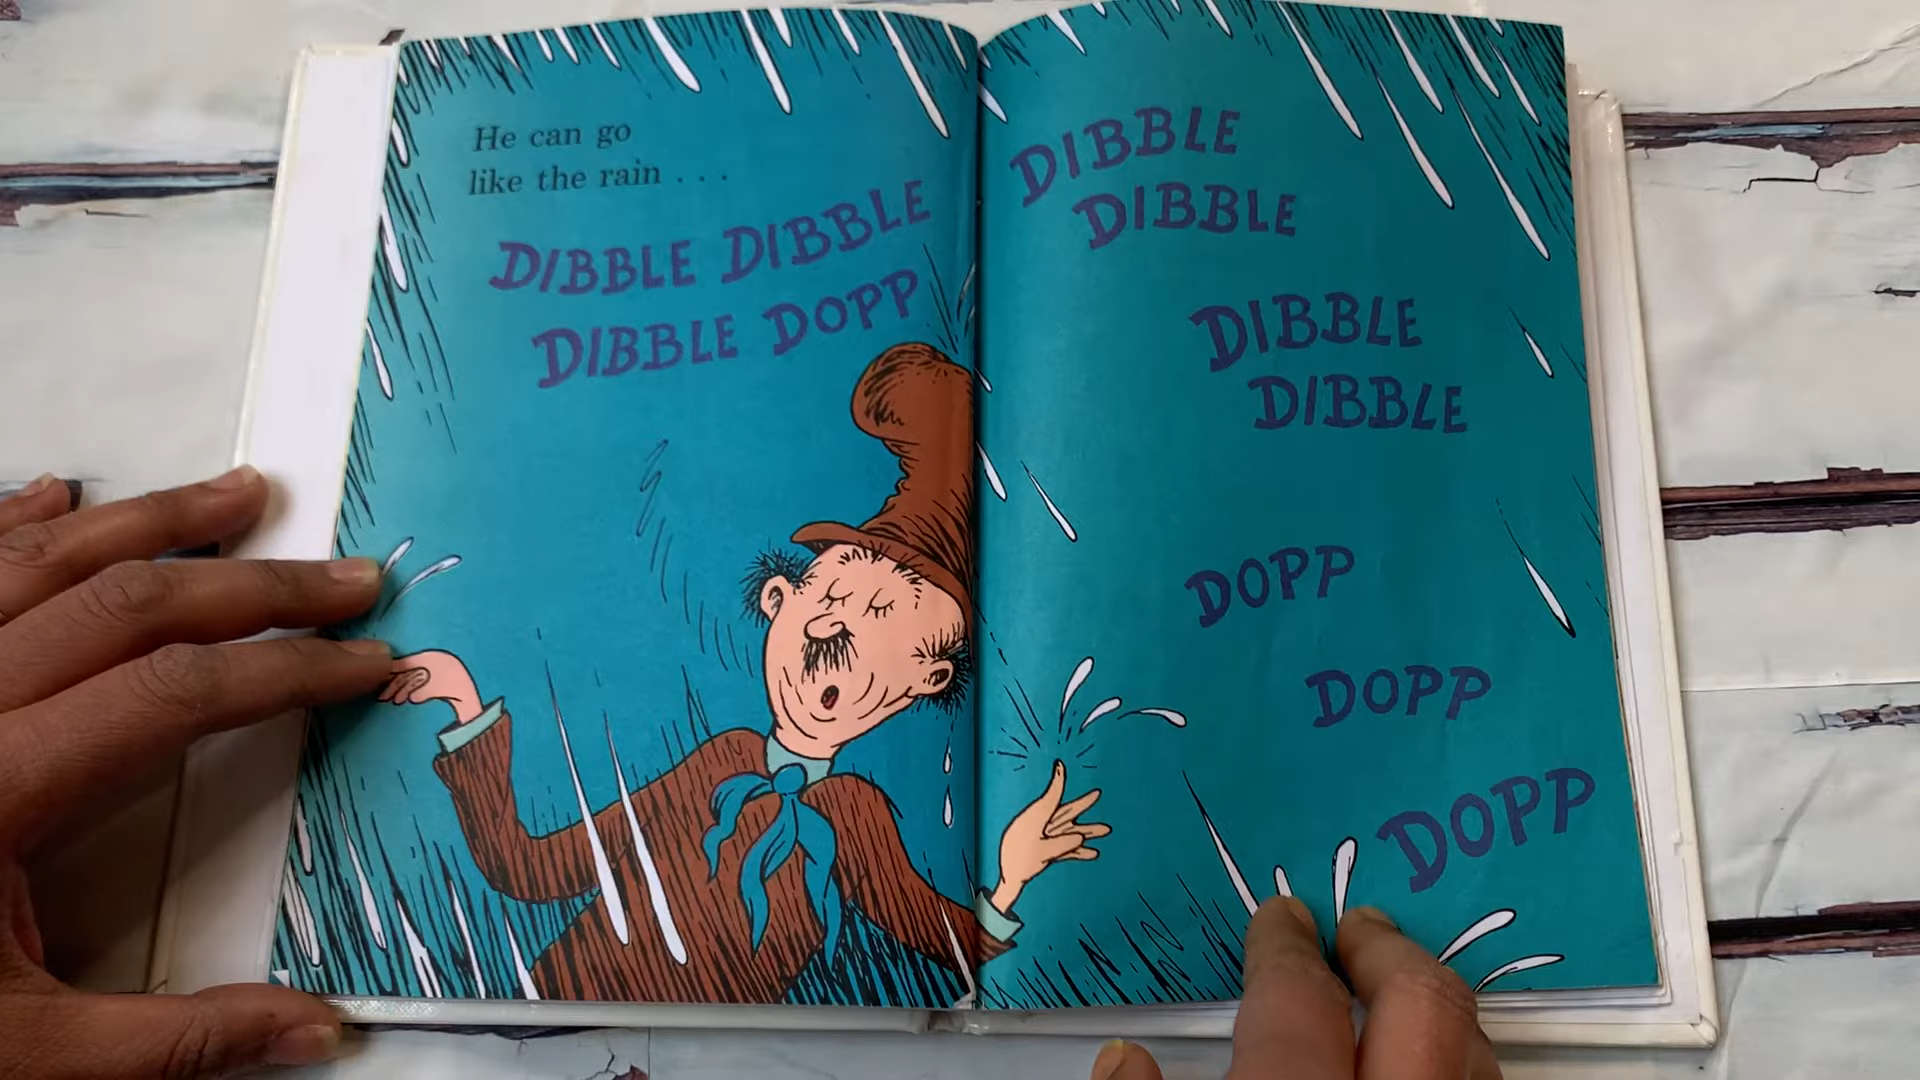 He can go
like the rain . . .
DIBBLE DIBBLE
DIBBLE DOPP
DIBBLE
DIBBLE
DIBBLE
DIBBLE
DOPP
DOPP
DOPP